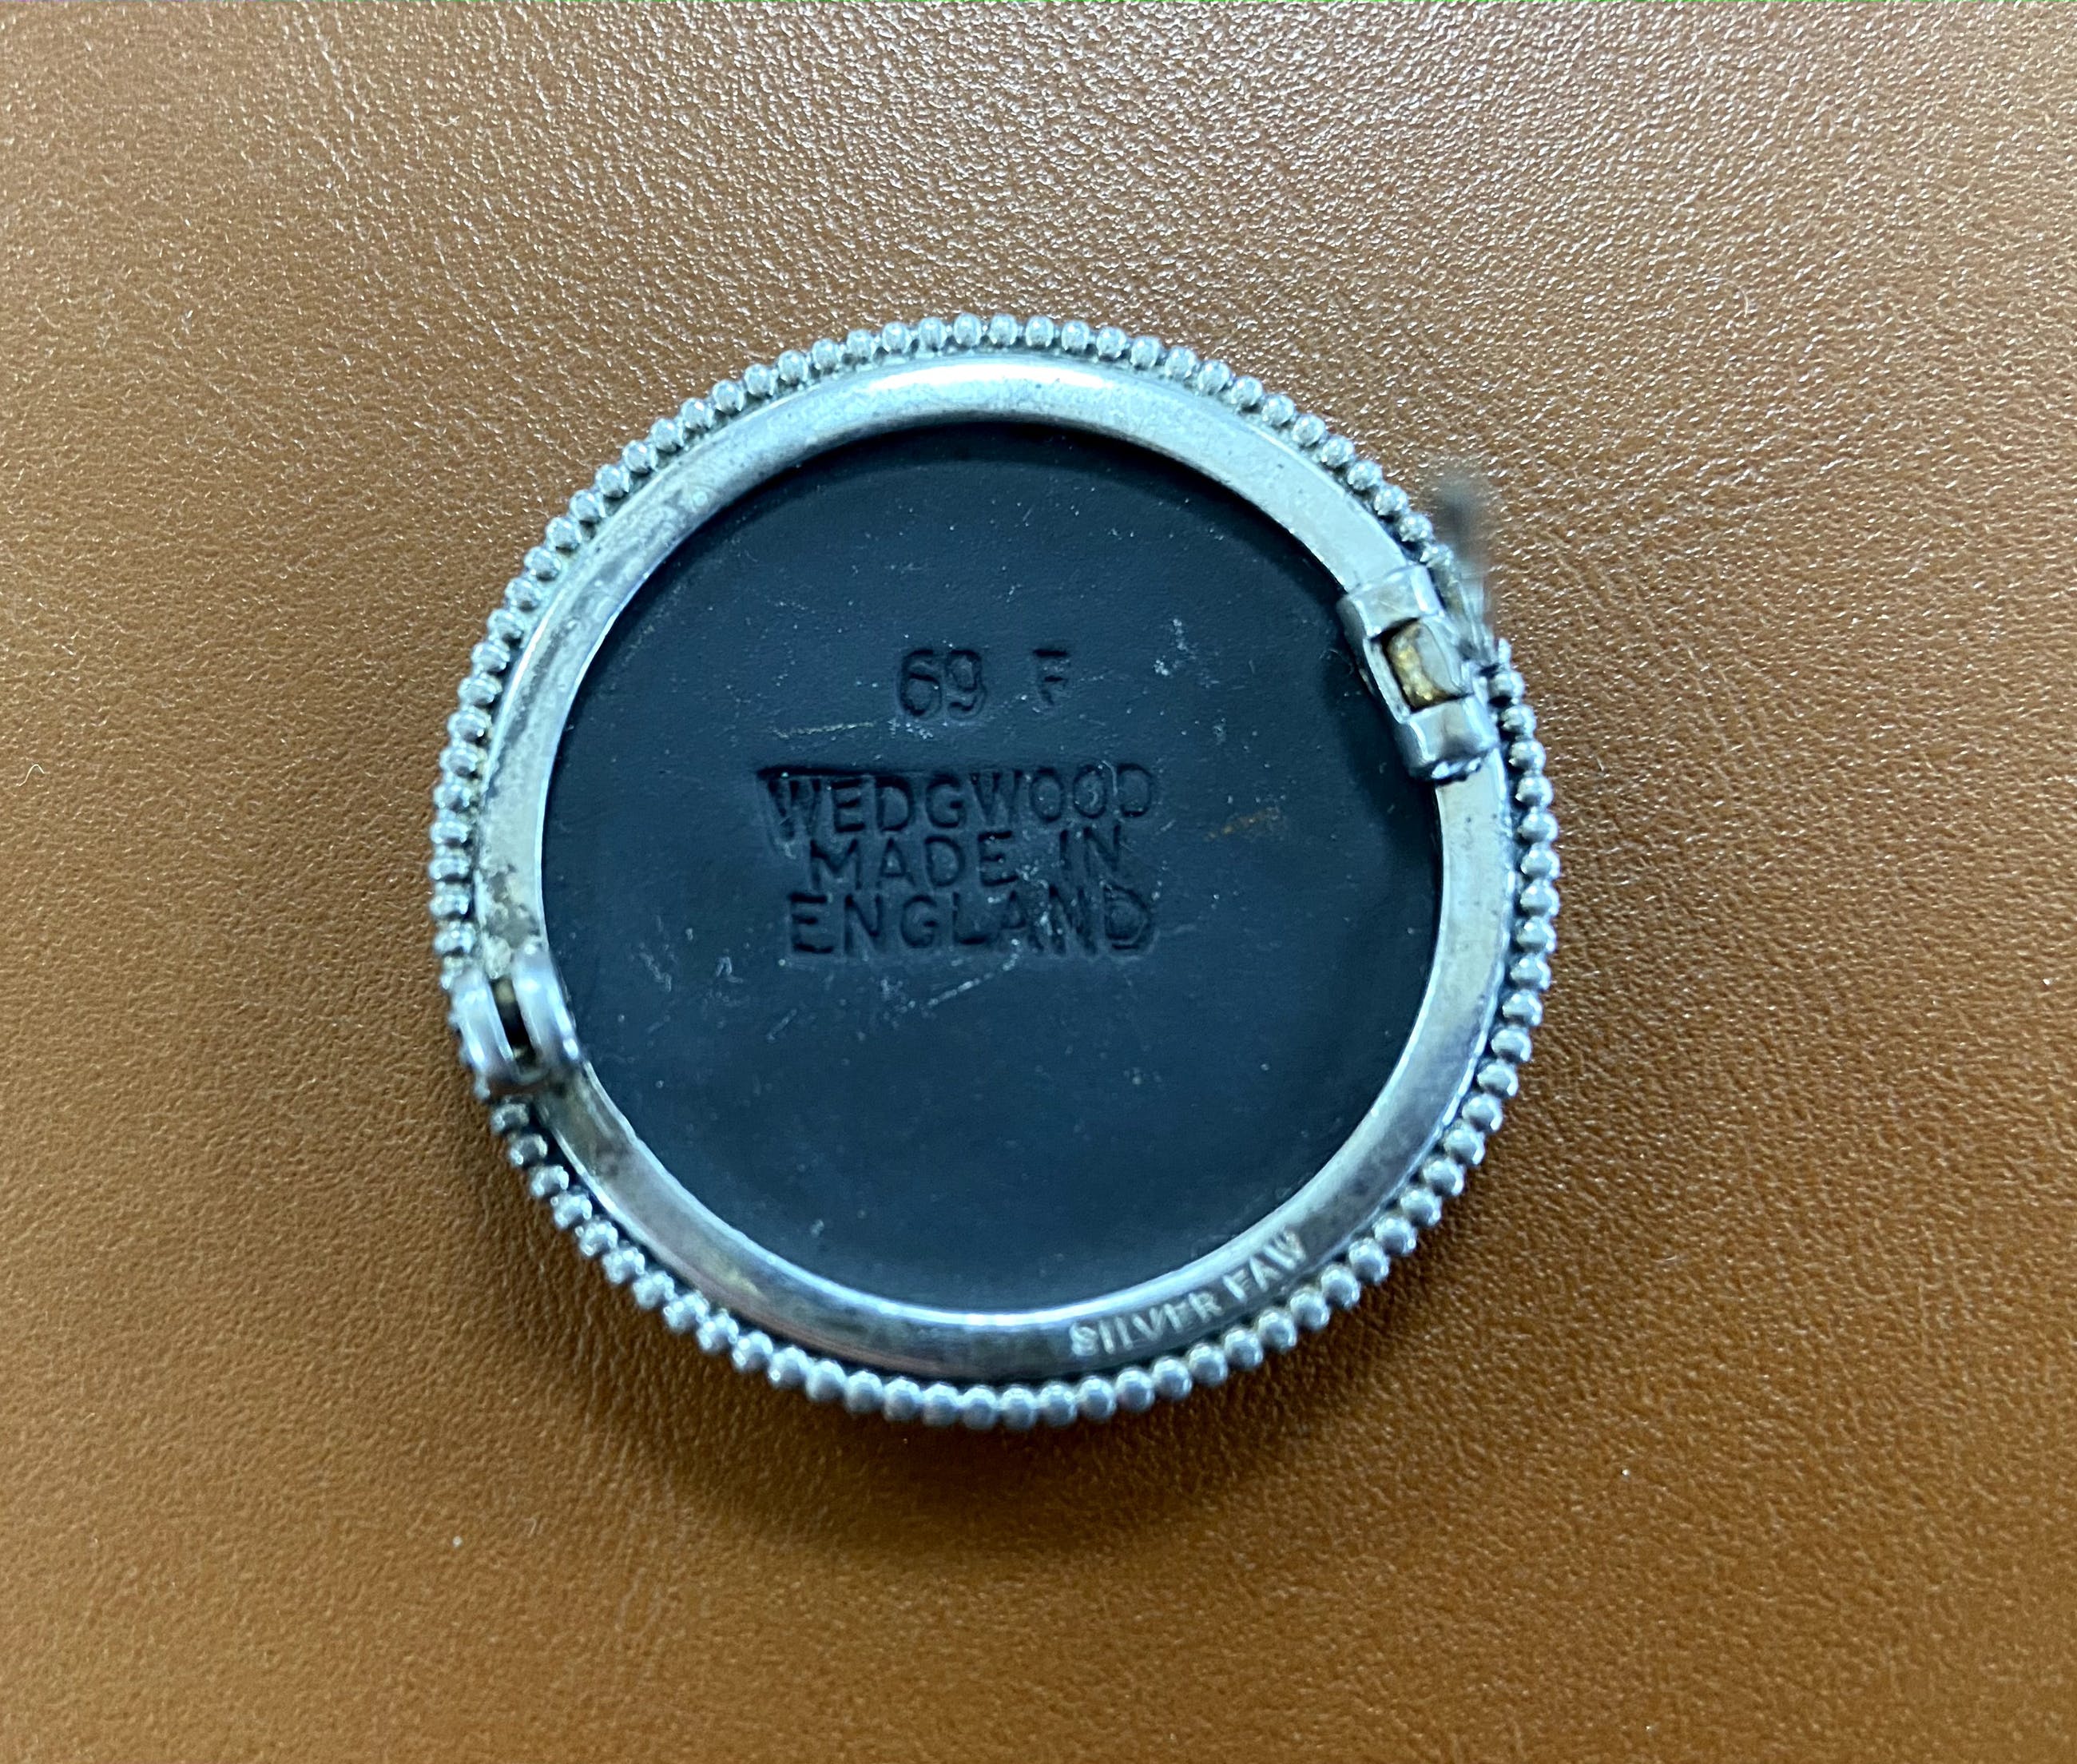 69 F
WEDGWOOD
MADE IN
ENGLAND
SILVER FAW